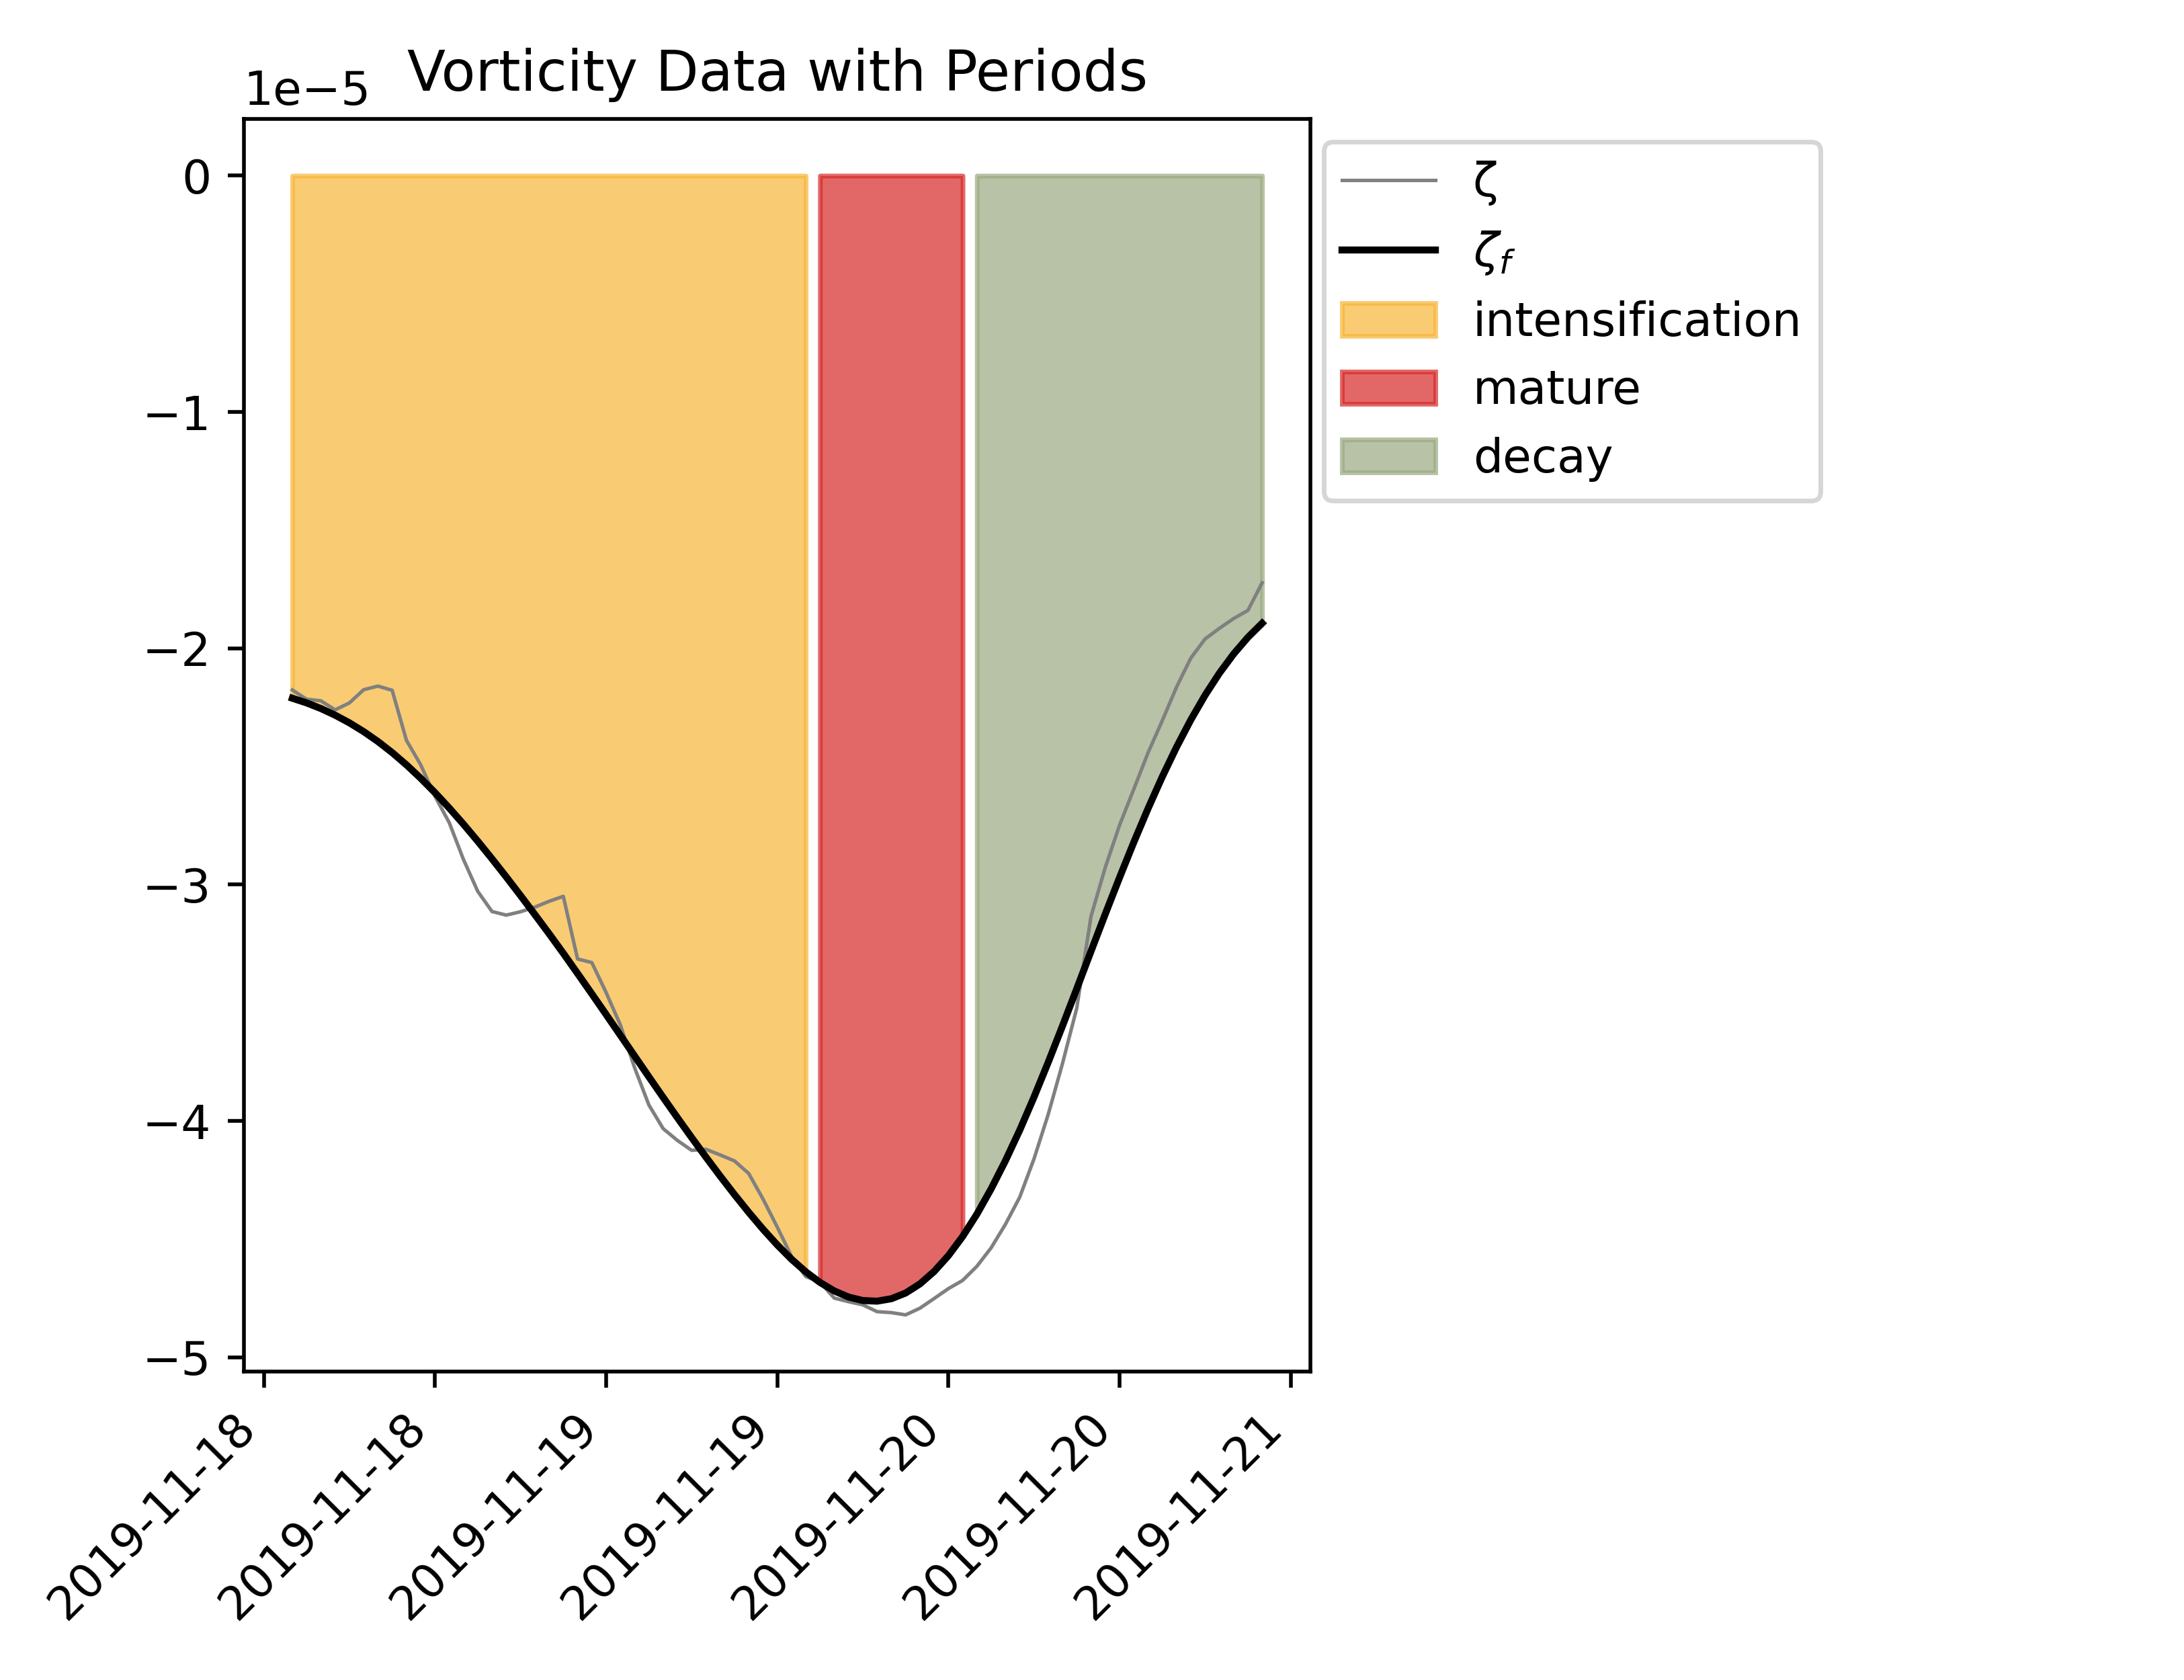 Vorticity Data with Periods
1e−5
0
−1
−2
−3
−4
−5
2019-11-18
2019-11-18
2019-11-19
2019-11-19
2019-11-20
2019-11-20
2019-11-21
ζ
ζf
intensification
mature
decay